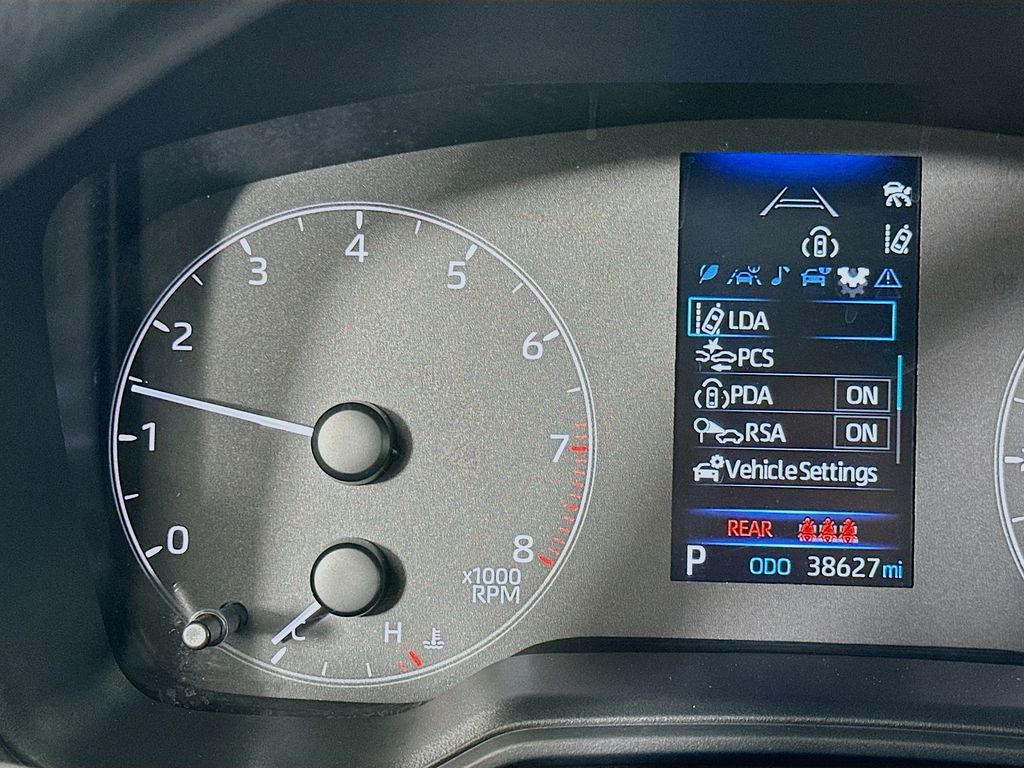 0
1
2
3
4
5
6
7
8
x1000
RPM
C
H
LDA
PCS
PDA ON
RSA ON
Vehicle Settings
REAR
P ODO 38627 mi